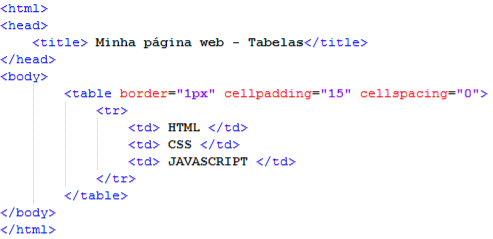 <html>
<head>
<title> Minha página web - Tabelas</title>
</head>
<body>
<table border="1px" cellpadding="15" cellspacing="0">
<tr>
<td> HTML </td>
<td> CSS </td>
<td> JAVASCRIPT </td>
</tr>
</table>
</body>
</html>